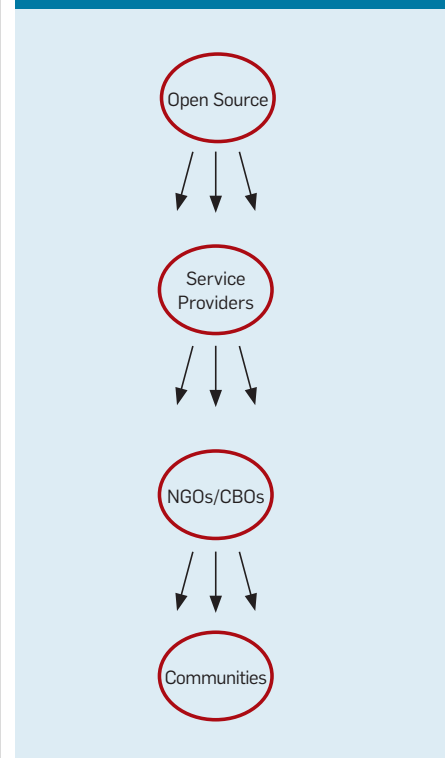 Open Source
Service
Providers
NGOs/CBOs
Communities